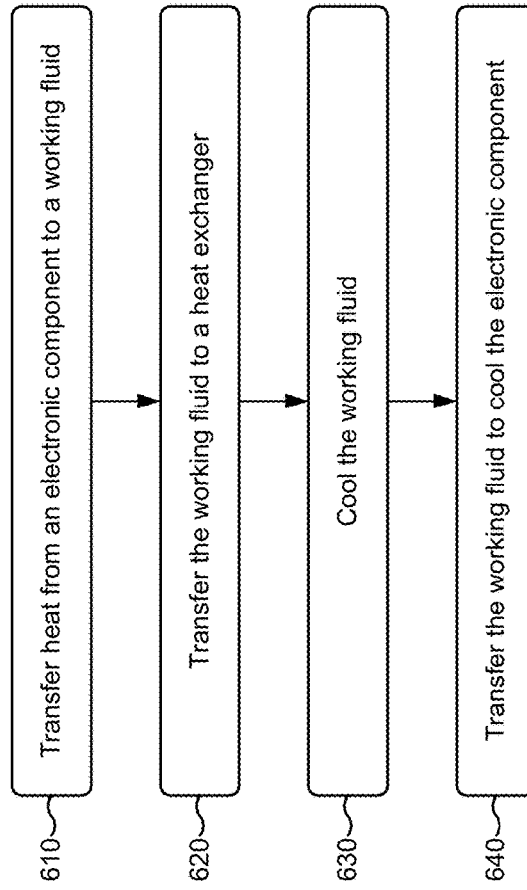 610 Transfer heat from an electronic component to a working fluid
620 Transfer the working fluid to a heat exchanger
630 Cool the working fluid
640 Transfer the working fluid to cool the electronic component